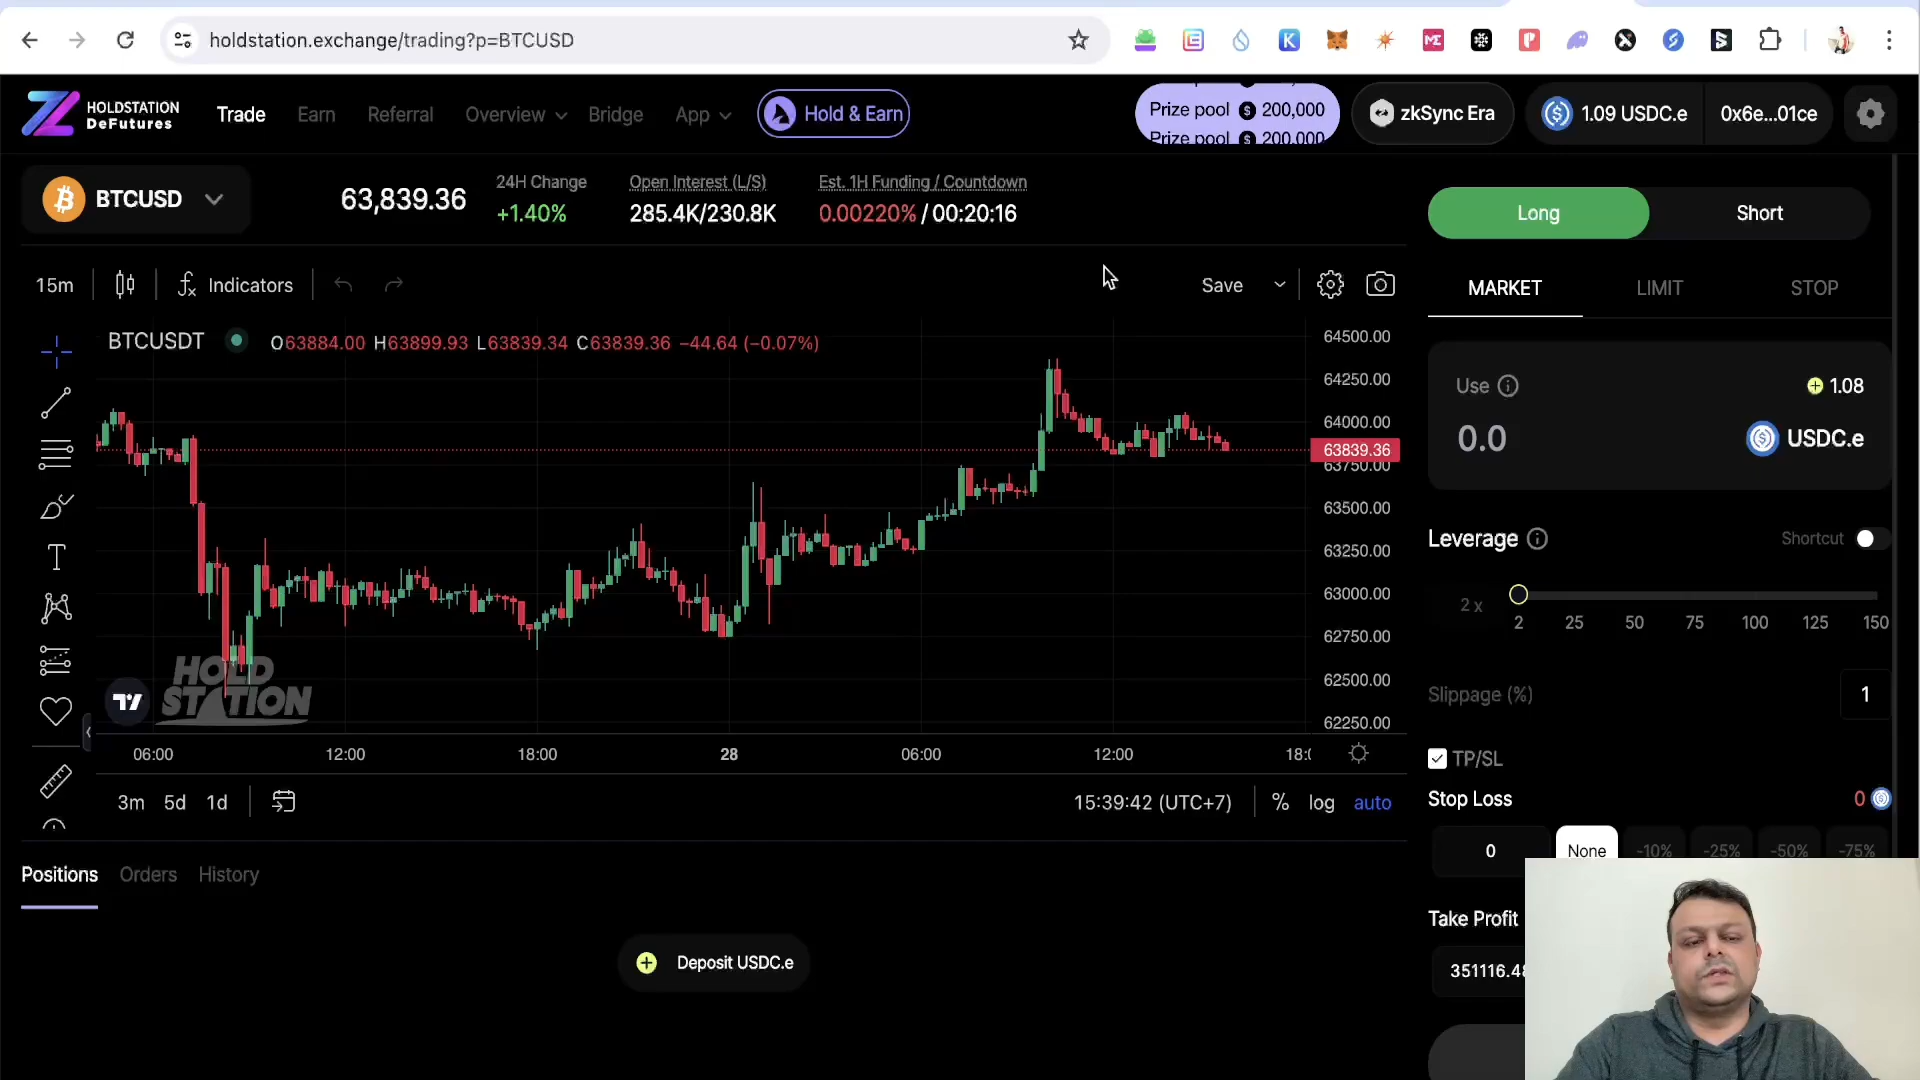 holdstation.exchange/trading?p=BTCUSD
HOLDSTATION
DeFutures
Trade
Earn
Referral
Overview
Bridge
App
Hold & Earn
Prize pool $ 200,000
Prize pool $ 200,000
zkSync Era
1.09 USDC.e
0x6e...01ce
BTCUSD
63,839.36
24H Change
+1.40%
Open Interest (L/S)
285.4K/230.8K
Est. 1H Funding / Countdown
0.00220% / 00:20:16
15m
Indicators
Save
BTCUSDT
O63884.00 H63899.93 L63839.34 C63839.36 −44.64 (−0.07%)
64500.00
64250.00
64000.00
63839.36
63750.00
63500.00
63250.00
63000.00
62750.00
62500.00
62250.00
HOLD
STATION
06:00
12:00
18:00
28
06:00
12:00
3m
5d
1d
15:39:42 (UTC+7)
%
log
auto
Positions
Orders
History
Deposit USDC.e
Long
Short
MARKET
LIMIT
STOP
Use
1.08
0.0
USDC.e
Leverage
Shortcut
2 x
2
25
50
75
100
125
150
Slippage (%)
1
TP/SL
Stop Loss
0
0
None
-10%
-25%
-50%
-75%
Take Profit